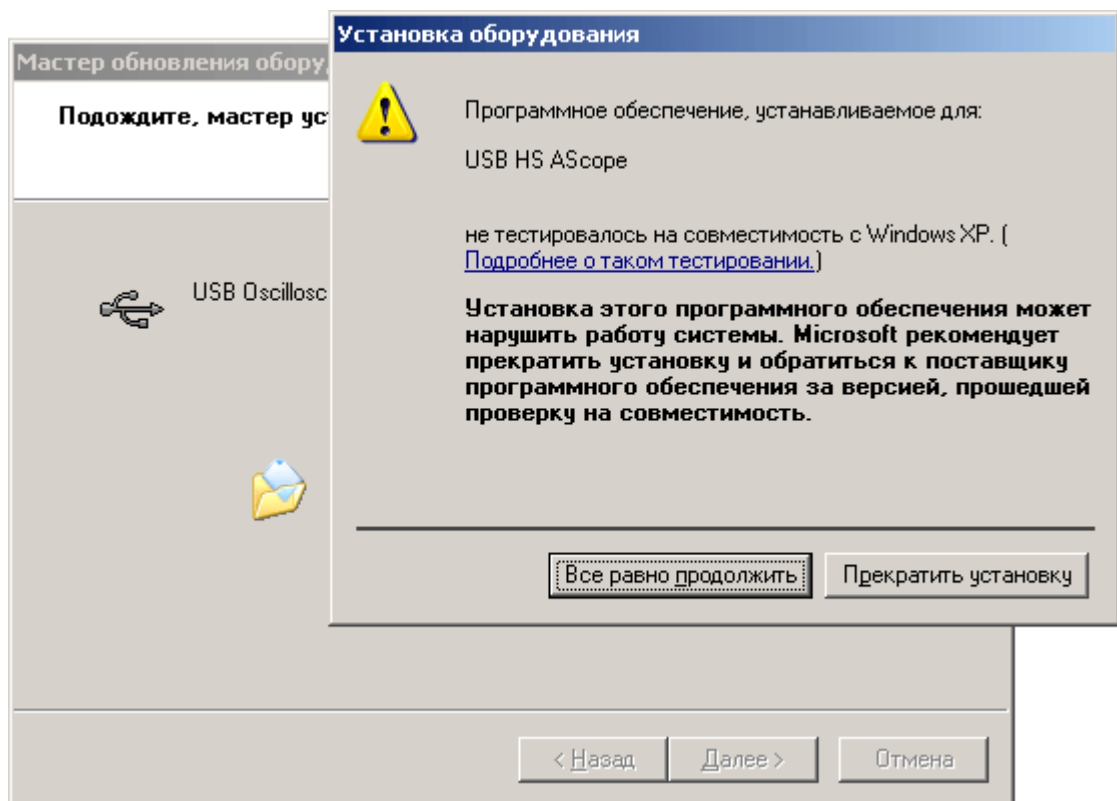 Установка оборудования
Мастер обновления обору
Подождите, мастер ус
Программное обеспечение, устанавливаемое для:
USB HS AScope
не тестировалось на совместимость с Windows XP. (
Подробнее о таком тестировании.)
USB Oscillosc
Установка этого программного обеспечения может
нарушить работу системы. Microsoft рекомендует
прекратить установку и обратиться к поставщику
программного обеспечения за версией, прошедшей
проверку на совместимость.
Все равно продолжить
Прекратить установку
< Назад
Далее >
Отмена